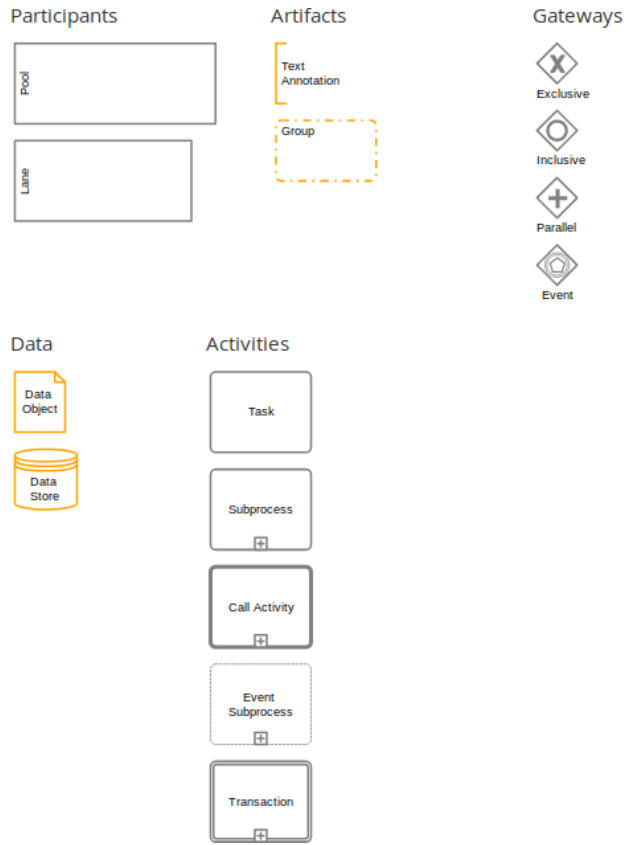 Participants
Artifacts
Gateways
Pool
Lane
Text
Annotation
Group
X
Exclusive
Inclusive
Parallel
Event
Data
Activities
Data
Object
Data
Store
Task
Subprocess
Call Activity
Event
Subprocess
Transaction